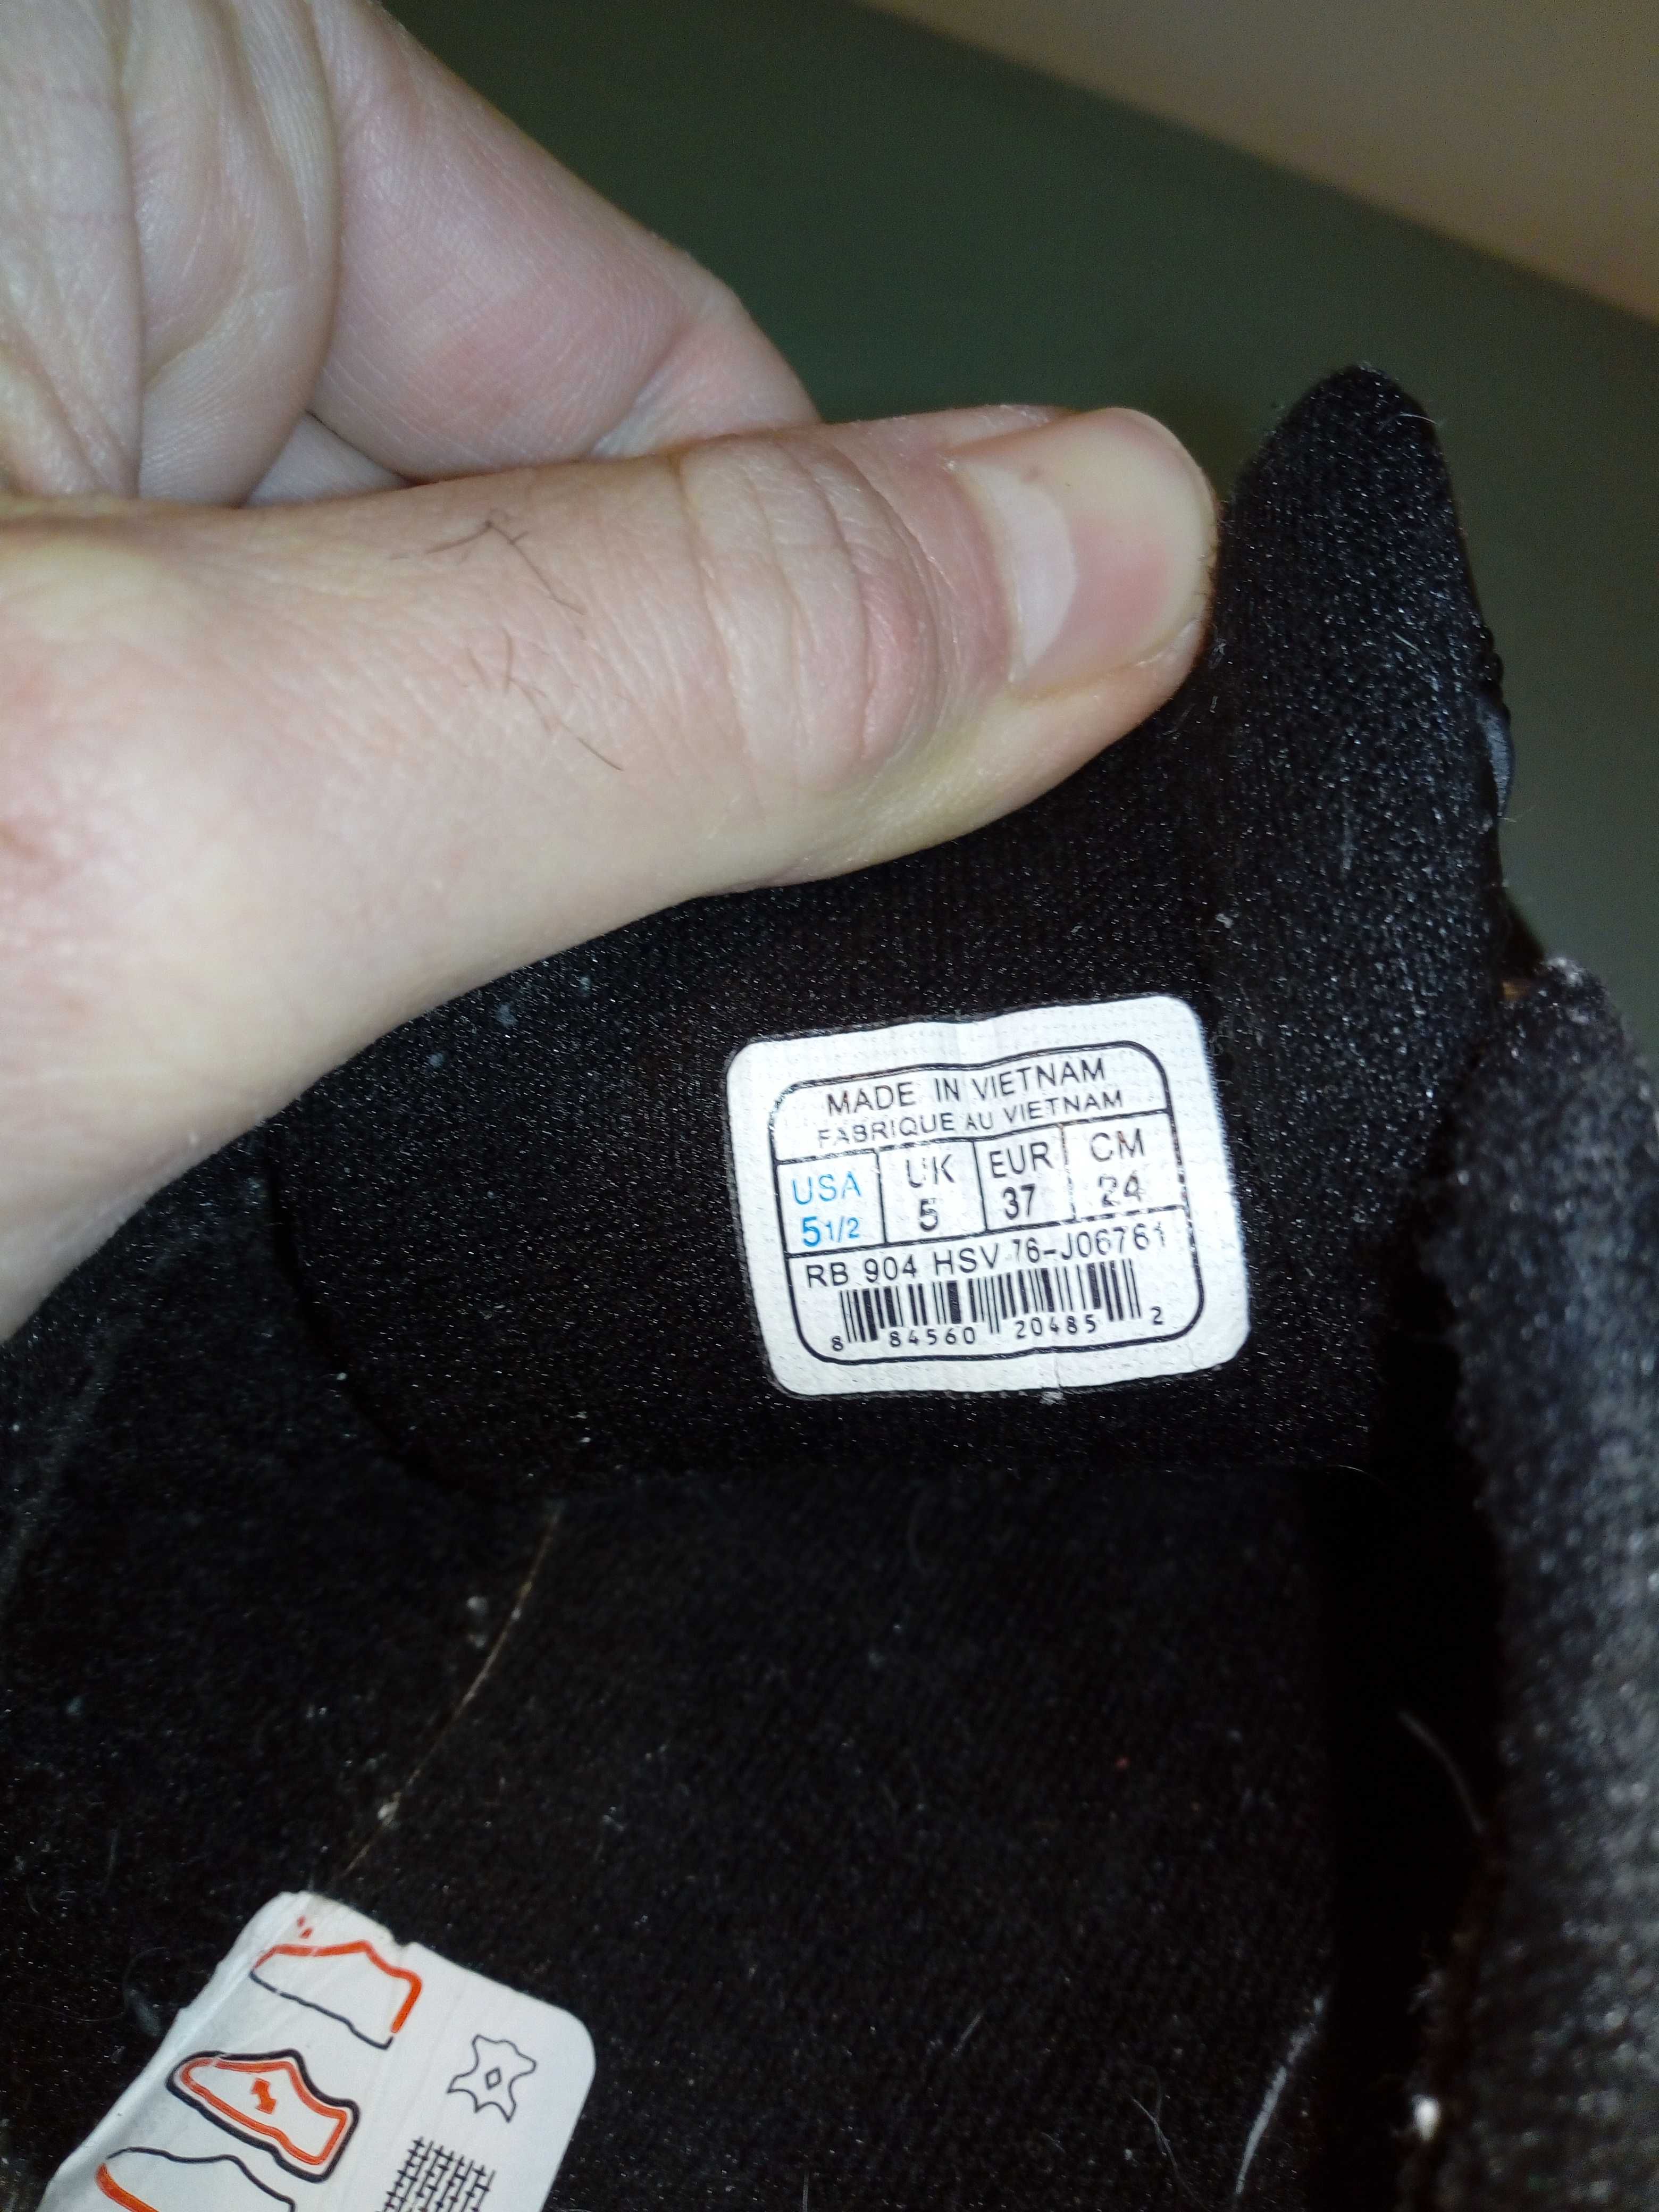 MADE IN VIETNAM
FABRIQUE AU VIETNAM
USA UK EUR CM
5 1/2 5 37 24
RB 904 HSV 76-J06761
8 84560 20485 2